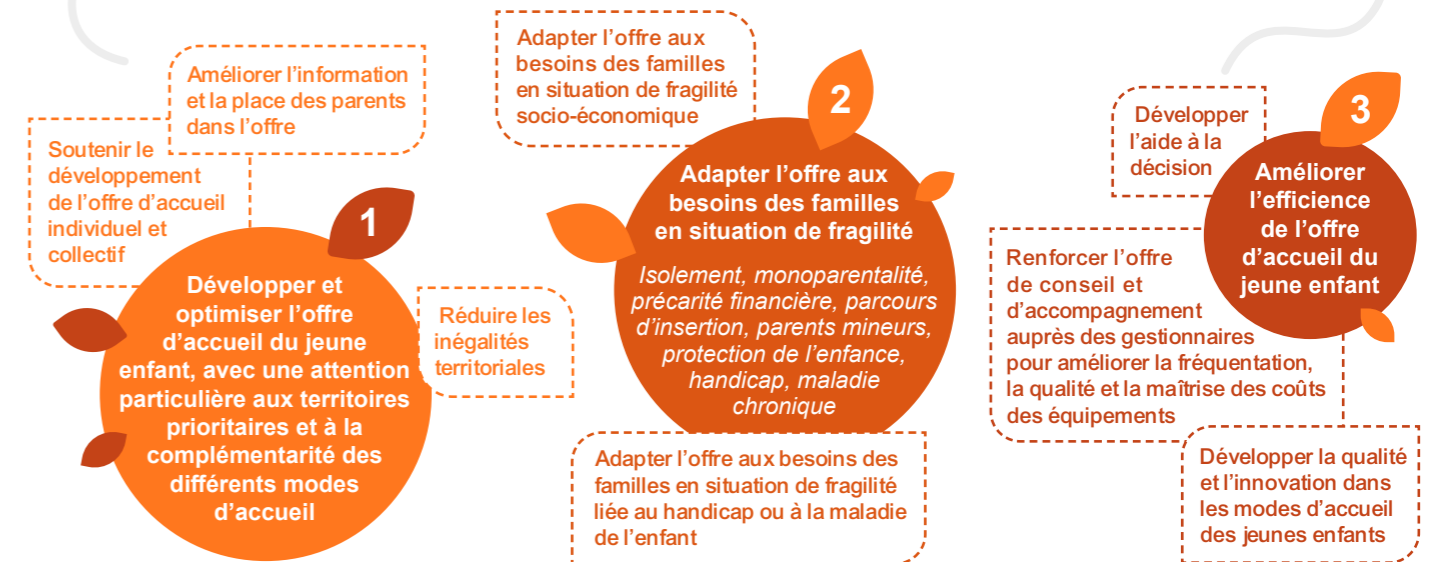 Améliorer l'information
et la place des parents
dans l'offre
Soutenir le
développement
de l'offre d'accueil
individuel et
collectif
1
Développer et
optimiser l'offre
d'accueil du jeune
enfant, avec une attention
particulière aux territoires
prioritaires et à la
complémentarité des
différents modes
d'accueil
Réduire les
inégalités
territoriales
Adapter l'offre aux
besoins des familles
en situation de fragilité
socio-économique
2
Adapter l'offre aux
besoins des familles
en situation de fragilité
Isolement, monoparentalité,
précarité financière, parcours
d'insertion, parents mineurs,
protection de l'enfance,
handicap, maladie
chronique
Adapter l'offre aux besoins des
familles en situation de fragilité
liée au handicap ou à la maladie
de l'enfant
Développer
l'aide à la
décision
3
Améliorer
l'efficience
de l'offre
d'accueil du
jeune enfant
Renforcer l'offre
de conseil et
d'accompagnement
auprès des gestionnaires
pour améliorer la fréquentation,
la qualité et la maîtrise des coûts
des équipements
Développer la qualité
et l'innovation dans
les modes d'accueil
des jeunes enfants